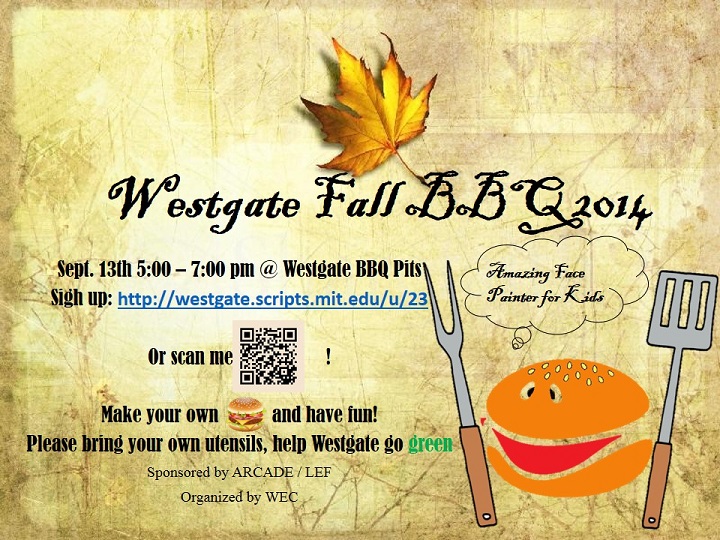 Westgate Fall BBQ 2014
Sept. 13th 5:00 – 7:00 pm @ Westgate BBQ Pits
Sigh up: http://westgate.scripts.mit.edu/u/23
Amazing Face
Painter for Kids
Or scan me !
Make your own and have fun!
Please bring your own utensils, help Westgate go green
Sponsored by ARCADE / LEF
Organized by WEC